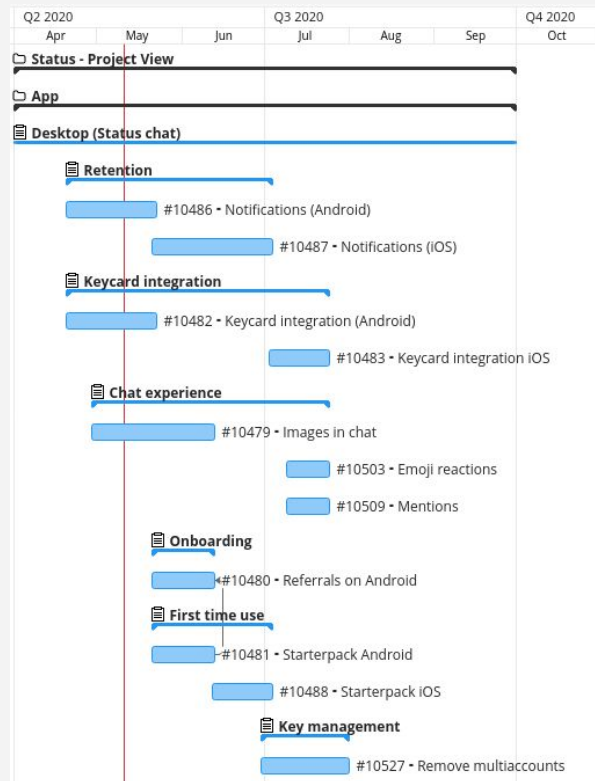 Q2 2020 Q3 2020 Q4 2020
Apr May Jun Jul Aug Sep Oct
Status - Project View
App
Desktop (Status chat)
Retention
#10486 - Notifications (Android)
#10487 - Notifications (iOS)
Keycard integration
#10482 - Keycard integration (Android)
#10483 - Keycard integration iOS
Chat experience
#10479 - Images in chat
#10503 - Emoji reactions
#10509 - Mentions
Onboarding
#10480 - Referrals on Android
First time use
#10481 - Starterpack Android
#10488 - Starterpack iOS
Key management
#10527 - Remove multiaccounts